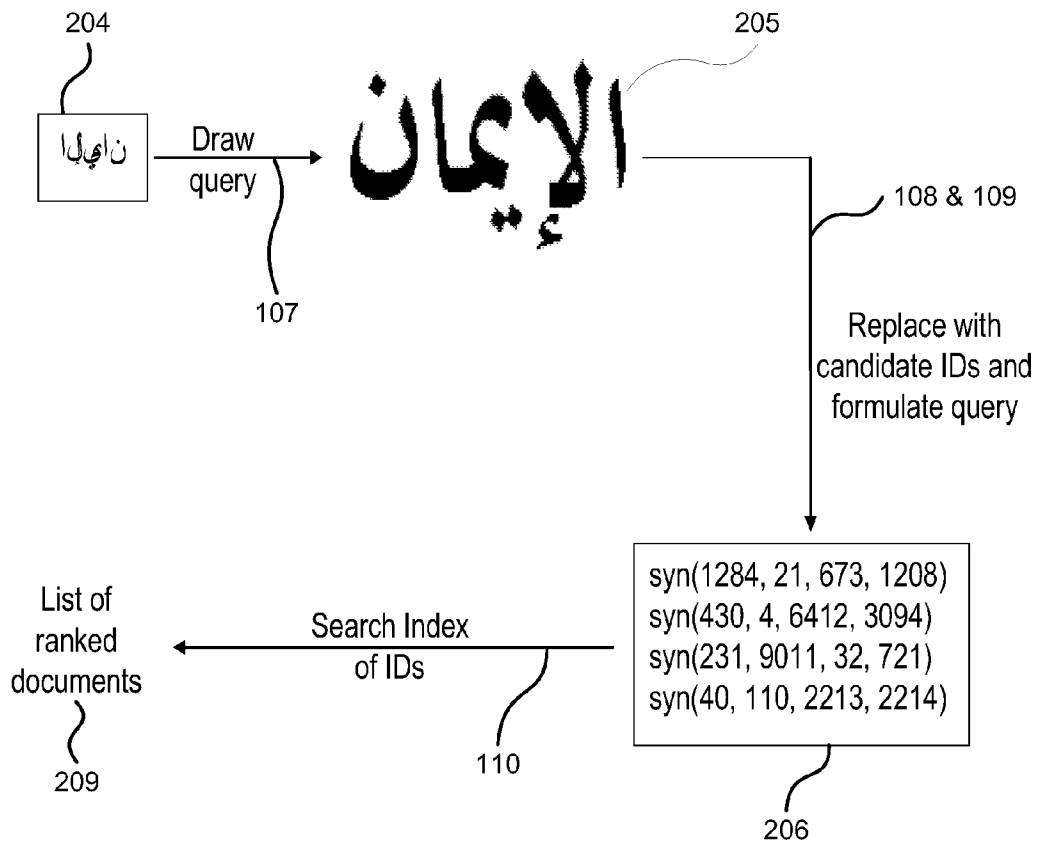 204
205
Draw
query
الإيمان
107
108 & 109
Replace with
candidate IDs and
formulate query
syn(1284, 21, 673, 1208)
syn(430, 4, 6412, 3094)
syn(231, 9011, 32, 721)
syn(40, 110, 2213, 2214)
206
Search Index
of IDs
110
List of
ranked
documents
209